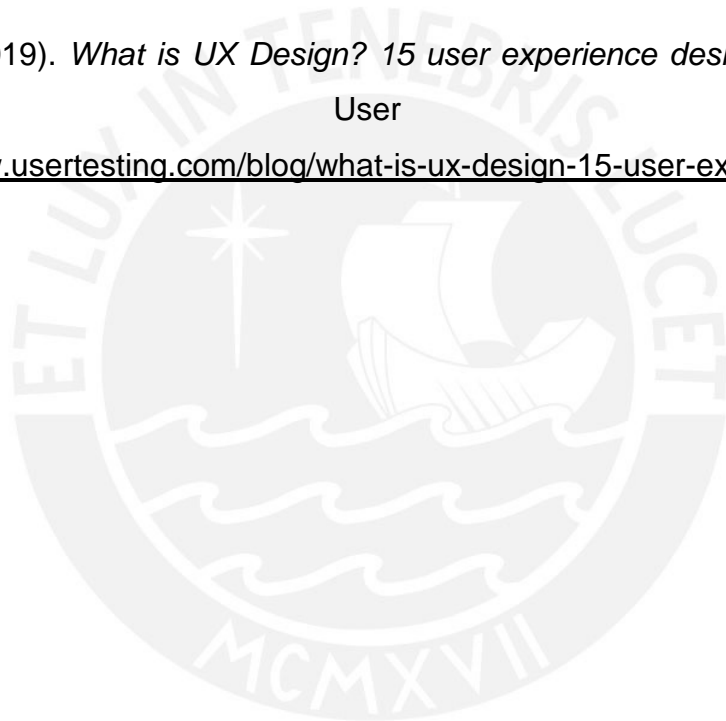 019). What is UX Design? 15 user experience desi
User
.usertesting.com/blog/what-is-ux-design-15-user-ex
ET LUX IN TENEBRIS LUCET
MCMXVII